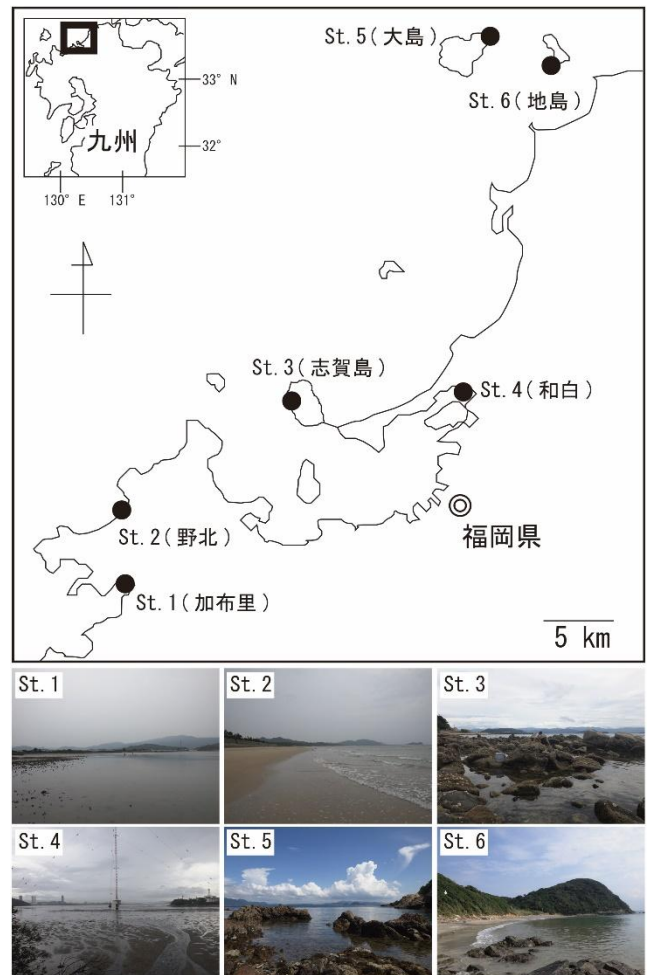 St. 5( 大島 )
33° N
St. 6( 地島 )
九州
32°
130° E 131°
St. 3( 志賀島 )
St. 4( 和白 )
St. 2( 野北 )
福岡県
St. 1( 加布里 )
5 km
St. 1 St. 2 St. 3
St. 4 St. 5 St. 6